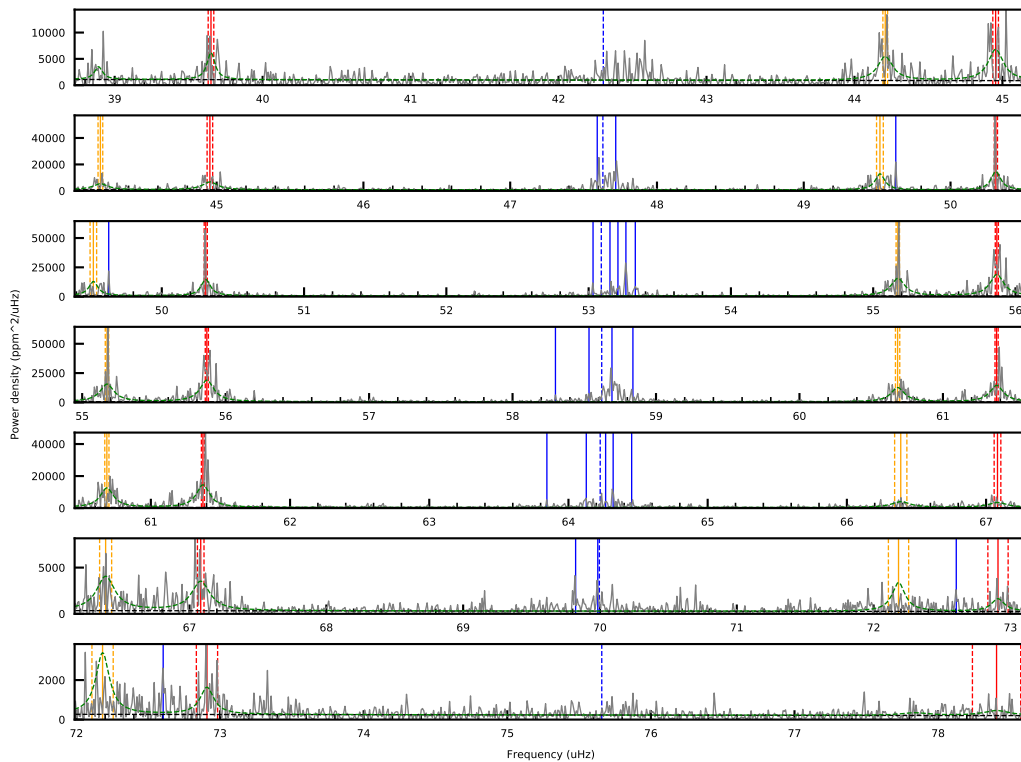 10000
5000
0
39 40 41 42 43 44 45
40000
20000
0
45 46 47 48 49 50
50000
25000
0
50 51 52 53 54 55 56
50000
25000
0
55 56 57 58 59 60 61
40000
20000
0
61 62 63 64 65 66 67
5000
0
67 68 69 70 71 72 73
2000
0
72 73 74 75 76 77 78
Power density (ppm^2/uHz)
Frequency (uHz)